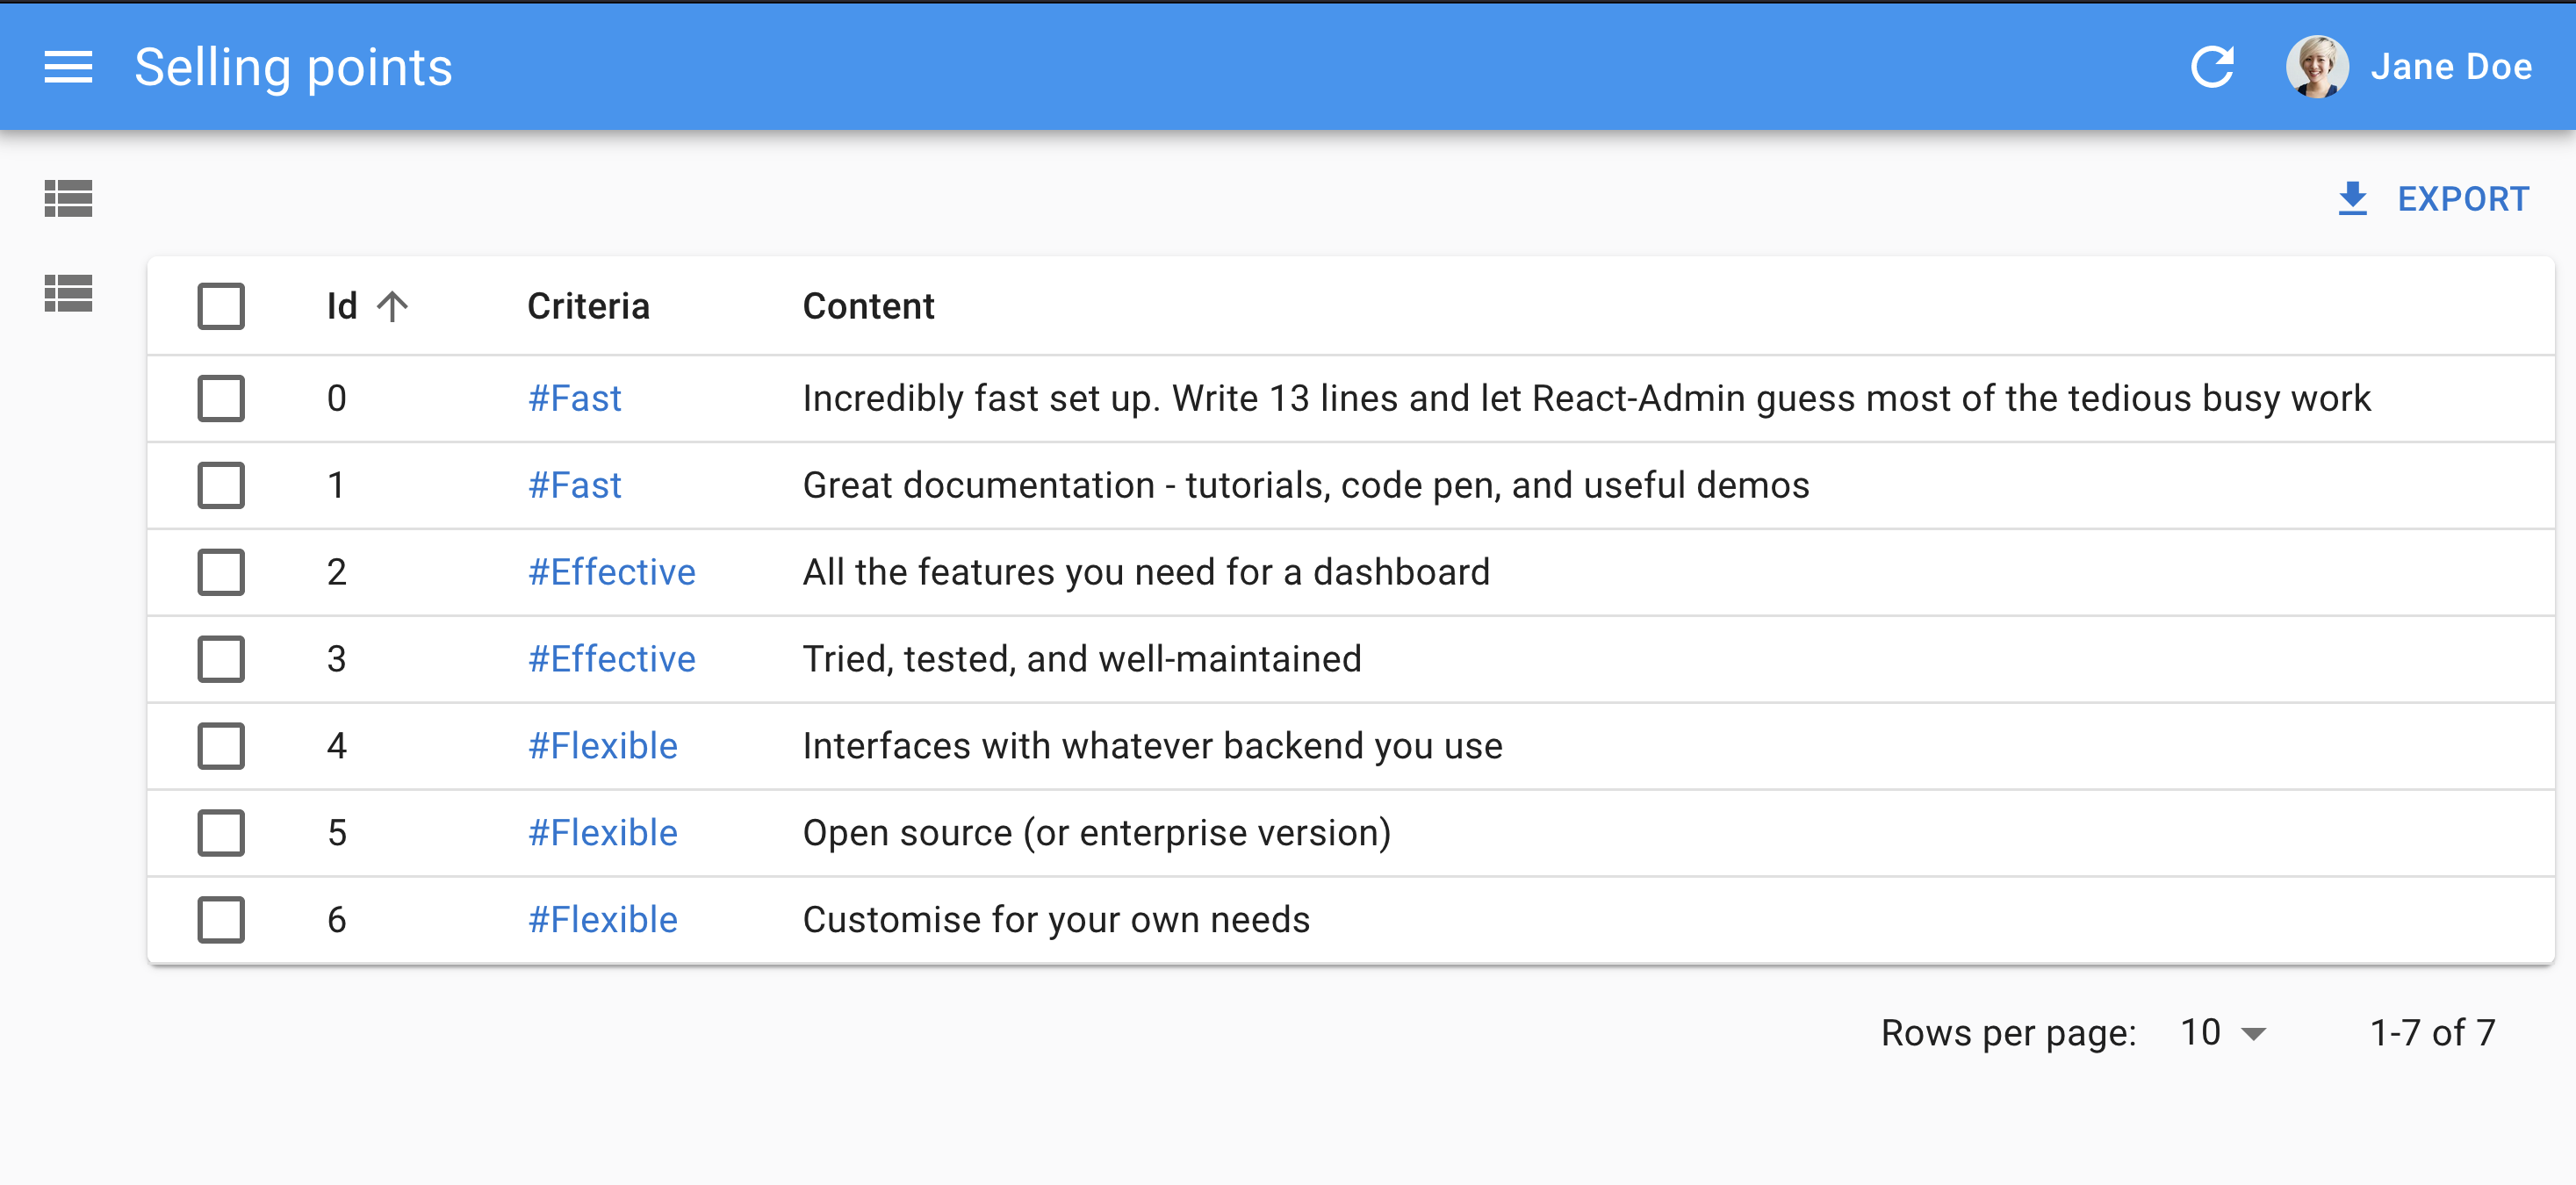 Selling points
Jane Doe
EXPORT
Id Criteria Content
0 #Fast Incredibly fast set up. Write 13 lines and let React-Admin guess most of the tedious busy work
1 #Fast Great documentation - tutorials, code pen, and useful demos
2 #Effective All the features you need for a dashboard
3 #Effective Tried, tested, and well-maintained
4 #Flexible Interfaces with whatever backend you use
5 #Flexible Open source (or enterprise version)
6 #Flexible Customise for your own needs
Rows per page: 10 1-7 of 7